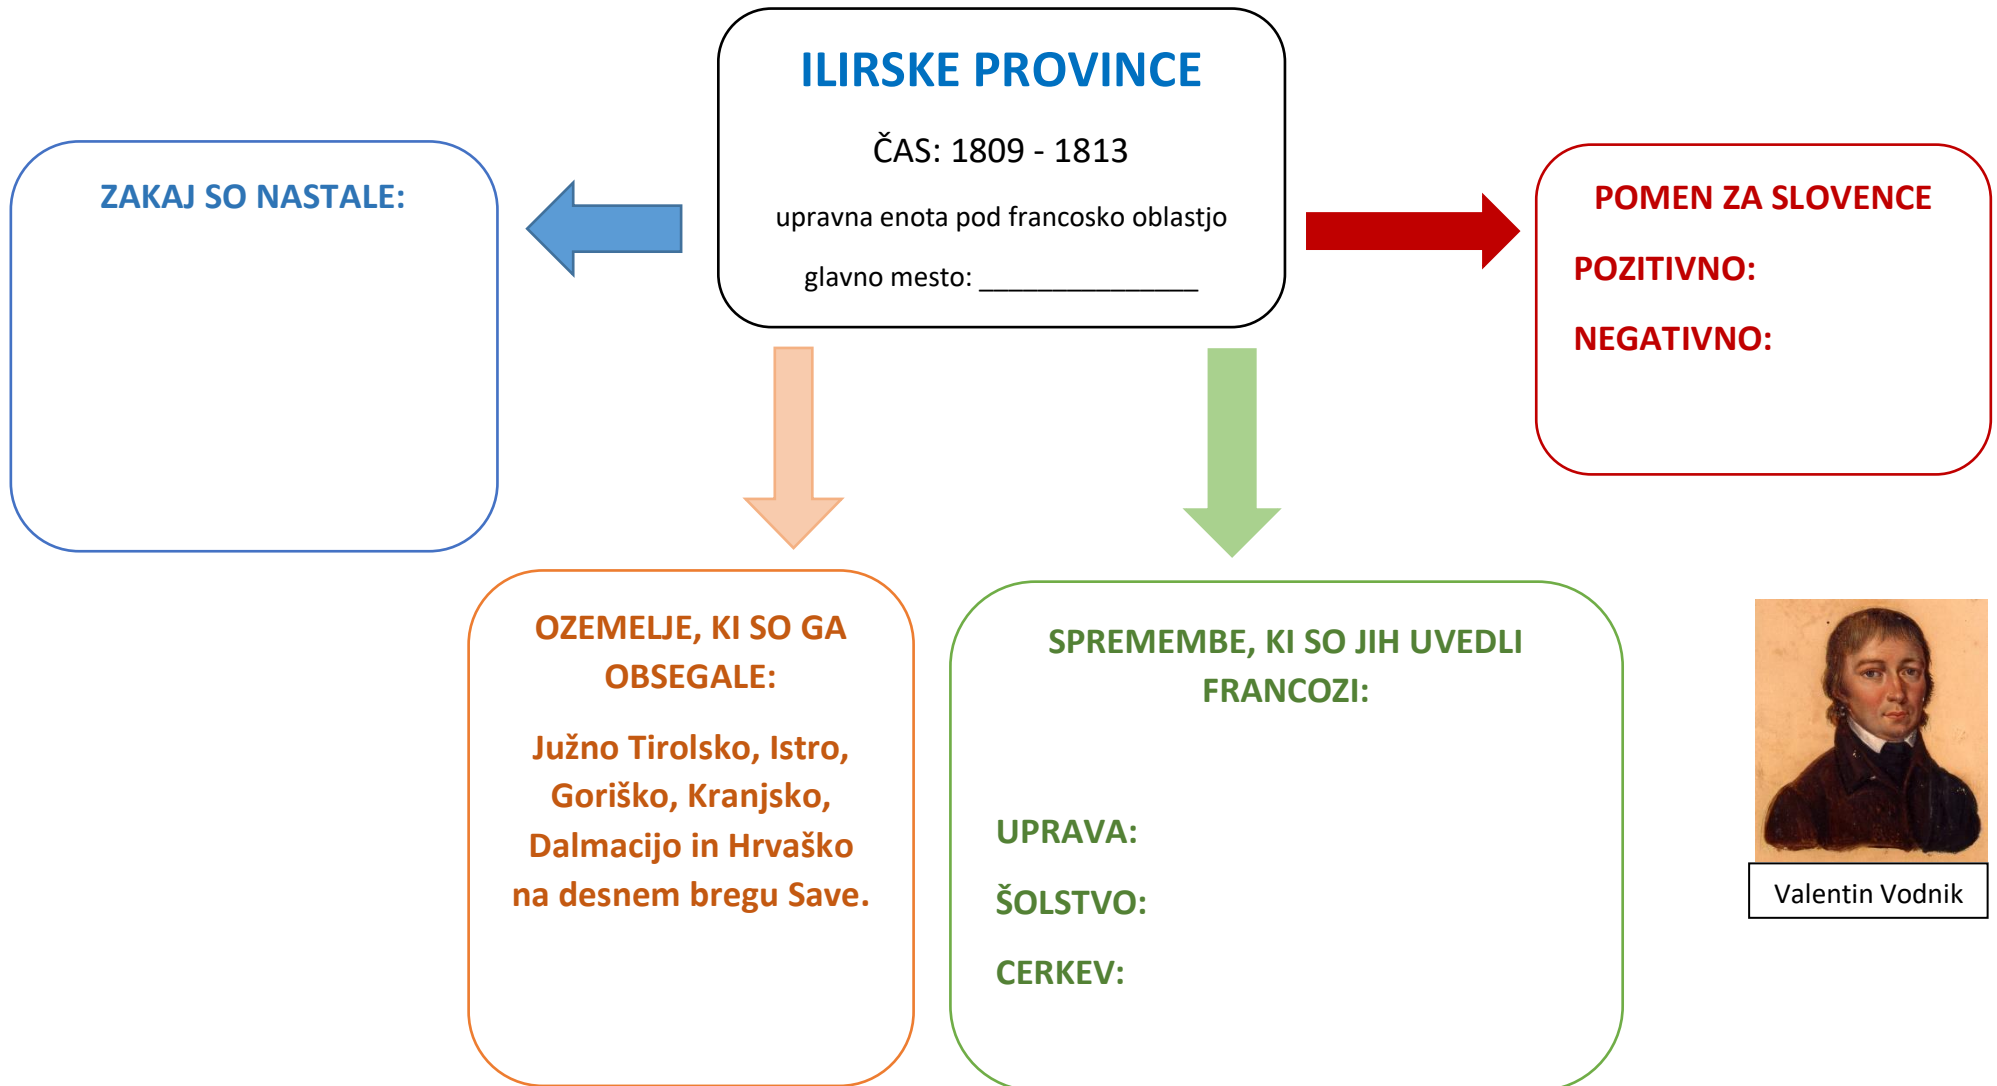 ILIRSKE PROVINCE
ČAS: 1809 - 1813
upravna enota pod francosko oblastjo
glavno mesto: _______________
ZAKAJ SO NASTALE:
POMEN ZA SLOVENCE
POZITIVNO:
NEGATIVNO:
OZEMELJE, KI SO GA
OBSEGALE:
Južno Tirolsko, Istro,
Goriško, Kranjsko,
Dalmacijo in Hrvaško
na desnem bregu Save.
SPREMEMBE, KI SO JIH UVEDLI
FRANCOZI:
UPRAVA:
ŠOLSTVO:
CERKEV:
Valentin Vodnik